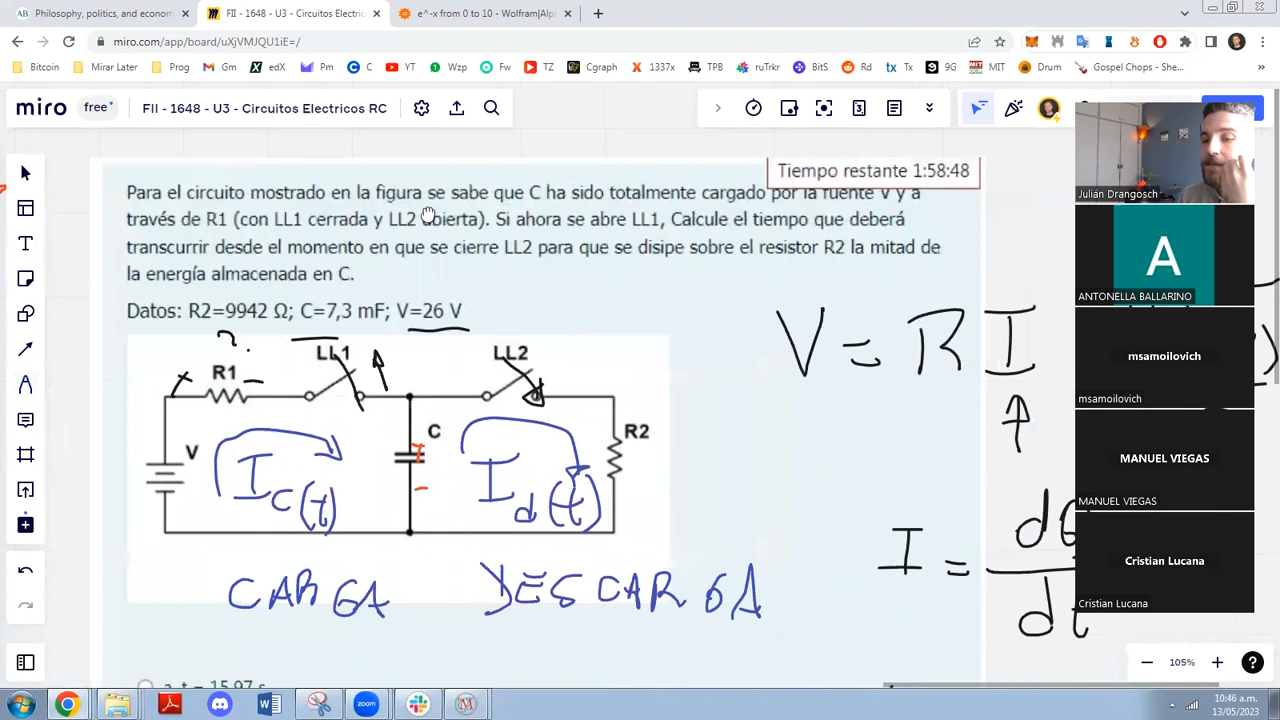 Philosophy, politics, and econom
FII - 1648 - U3 - Circuitos Electric
e^-x from 0 to 10 - Wolfram|Alp
miro.com/app/board/uXjVMJQU1iE=/
Bitcoin
Mirar Later
Prog
Gm
edX
Pm
C
YT
Wzp
Fw
TZ
Cgraph
1337x
TPB
ruTrkr
BitS
Rd
Tx
9G
MIT
Drum
Gospel Chops - She...
miro
free
FII - 1648 - U3 - Circuitos Electricos RC
Tiempo restante 1:58:48
Para el circuito mostrado en la figura se sabe que C ha sido totalmente cargado por la fuente V y a
través de R1 (con LL1 cerrada y LL2 abierta). Si ahora se abre LL1, Calcule el tiempo que deberá
transcurrir desde el momento en que se cierre LL2 para que se disipe sobre el resistor R2 la mitad de
la energía almacenada en C.
Datos: R2=9942 Ω; C=7,3 mF; V=26 V
?
R1
LL1
LL2
V
C
R2
+
-
I C(t)
I d(t)
CARGA
DESCARGA
V = R I
I =
dt
a. t = 15,97 s
Julián Drangosch
A
ANTONELLA BALLARINO
msamoilovich
msamoilovich
MANUEL VIEGAS
MANUEL VIEGAS
Cristian Lucana
Cristian Lucana
105%
10:46 a.m.
13/05/2023